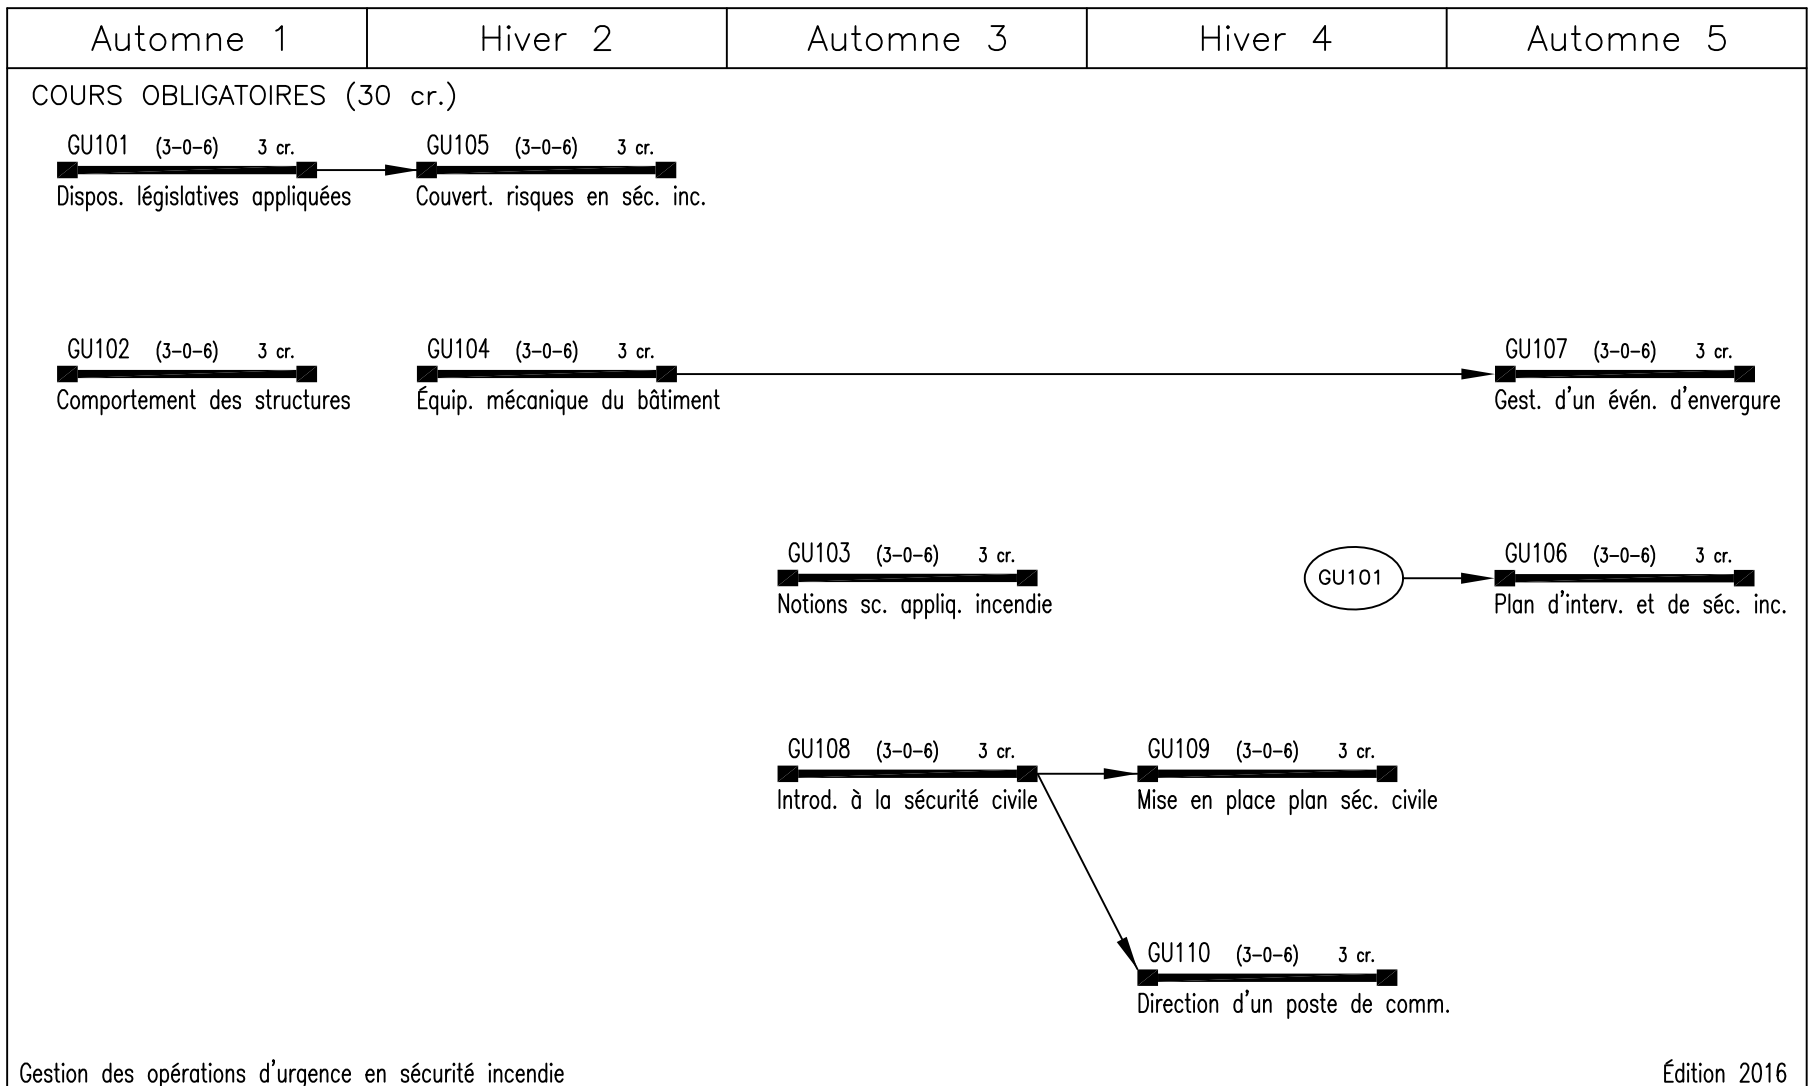 Automne 1 Hiver 2 Automne 3 Hiver 4 Automne 5
COURS OBLIGATOIRES (30 cr.)
GU101 (3-0-6) 3 cr.
Dispos. législatives appliquées
GU105 (3-0-6) 3 cr.
Couvert. risques en séc. inc.
GU102 (3-0-6) 3 cr.
Comportement des structures
GU104 (3-0-6) 3 cr.
Équip. mécanique du bâtiment
GU107 (3-0-6) 3 cr.
Gest. d'un évén. d'envergure
GU103 (3-0-6) 3 cr.
Notions sc. appliq. incendie
GU101
GU106 (3-0-6) 3 cr.
Plan d'interv. et de séc. inc.
GU108 (3-0-6) 3 cr.
Introd. à la sécurité civile
GU109 (3-0-6) 3 cr.
Mise en place plan séc. civile
GU110 (3-0-6) 3 cr.
Direction d'un poste de comm.
Gestion des opérations d'urgence en sécurité incendie
Édition 2016